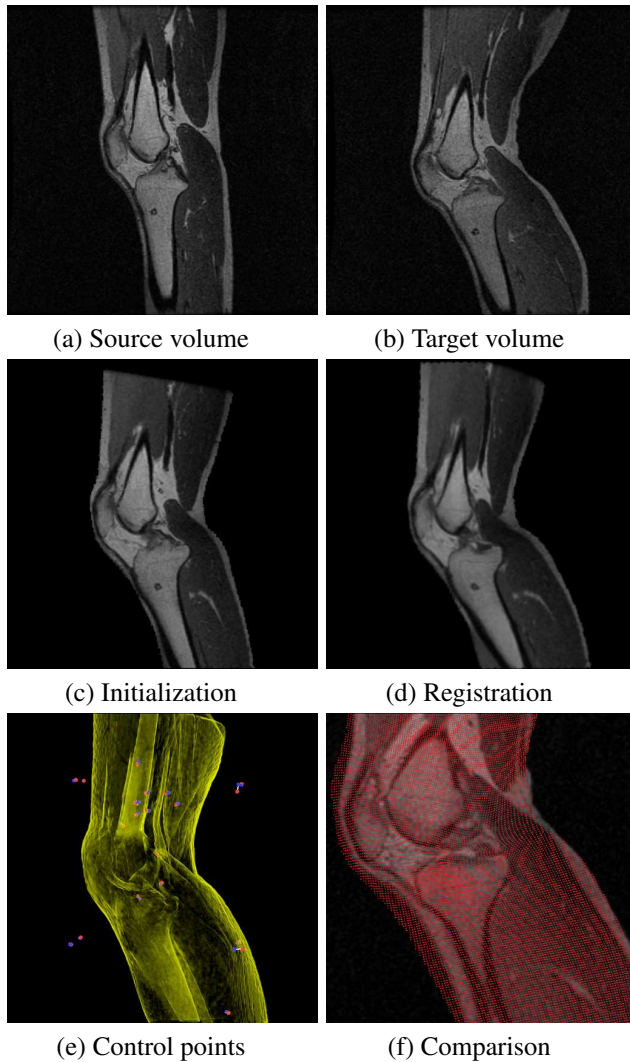 (a) Source volume
(b) Target volume
(c) Initialization
(d) Registration
(e) Control points
(f) Comparison